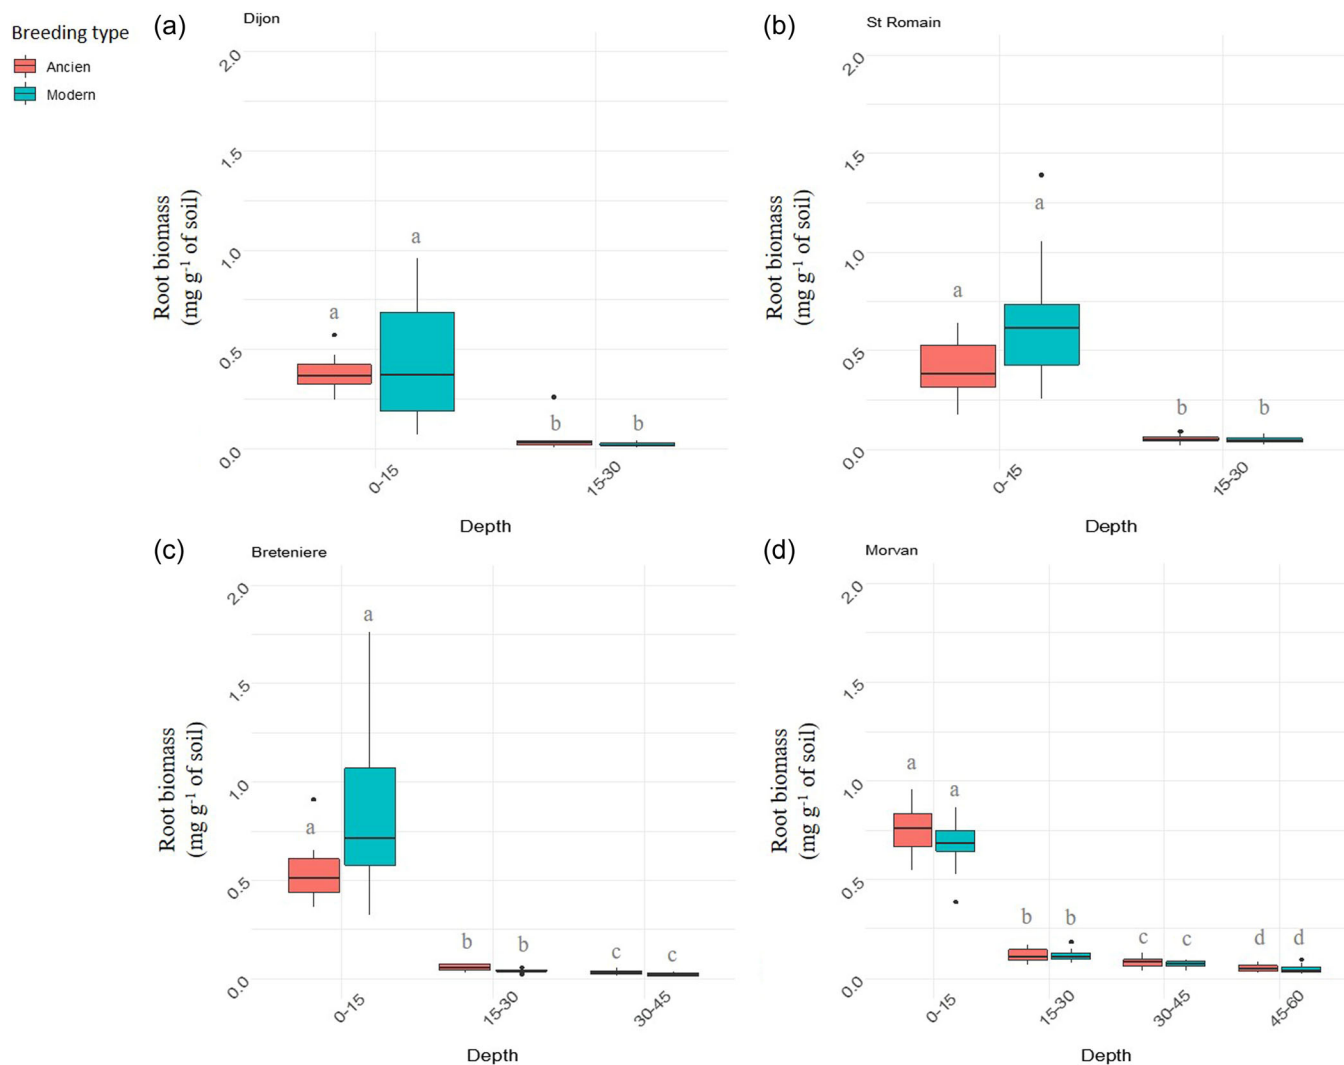 Breeding type
Ancien
Modern
(a)
Dijon
2.0
1.5
1.0
0.5
0.0
Root biomass
(mg g⁻¹ of soil)
a
a
b
b
0-15
15-30
Depth
(b)
St Romain
2.0
1.5
1.0
0.5
0.0
Root biomass
(mg g⁻¹ of soil)
a
a
b
b
0-15
15-30
Depth
(c)
Breteniere
2.0
1.5
1.0
0.5
0.0
Root biomass
(mg g⁻¹ of soil)
a
a
b
b
c
c
0-15
15-30
30-45
Depth
(d)
Morvan
2.0
1.5
1.0
0.5
0.0
Root biomass
(mg g⁻¹ of soil)
a
a
b
b
c
c
d
d
0-15
15-30
30-45
45-60
Depth